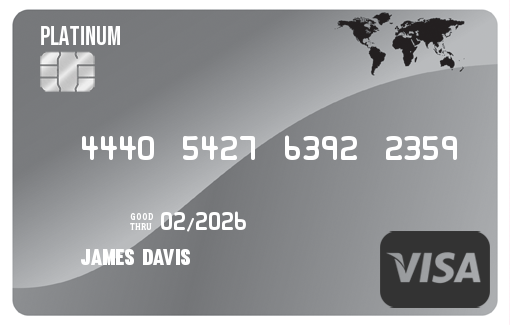 PLATINUM
4440 5427 6392 2359
GOOD THRU 02/2026
JAMES DAVIS
VISA